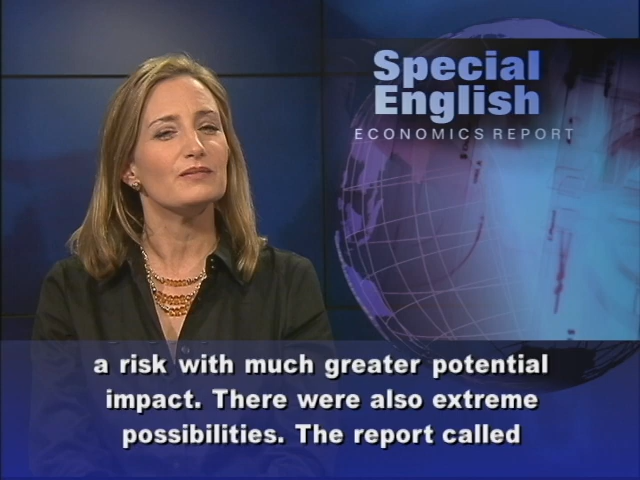 Special
English
ECONOMICS REPORT
a risk with much greater potential
impact. There were also extreme
possibilities. The report called